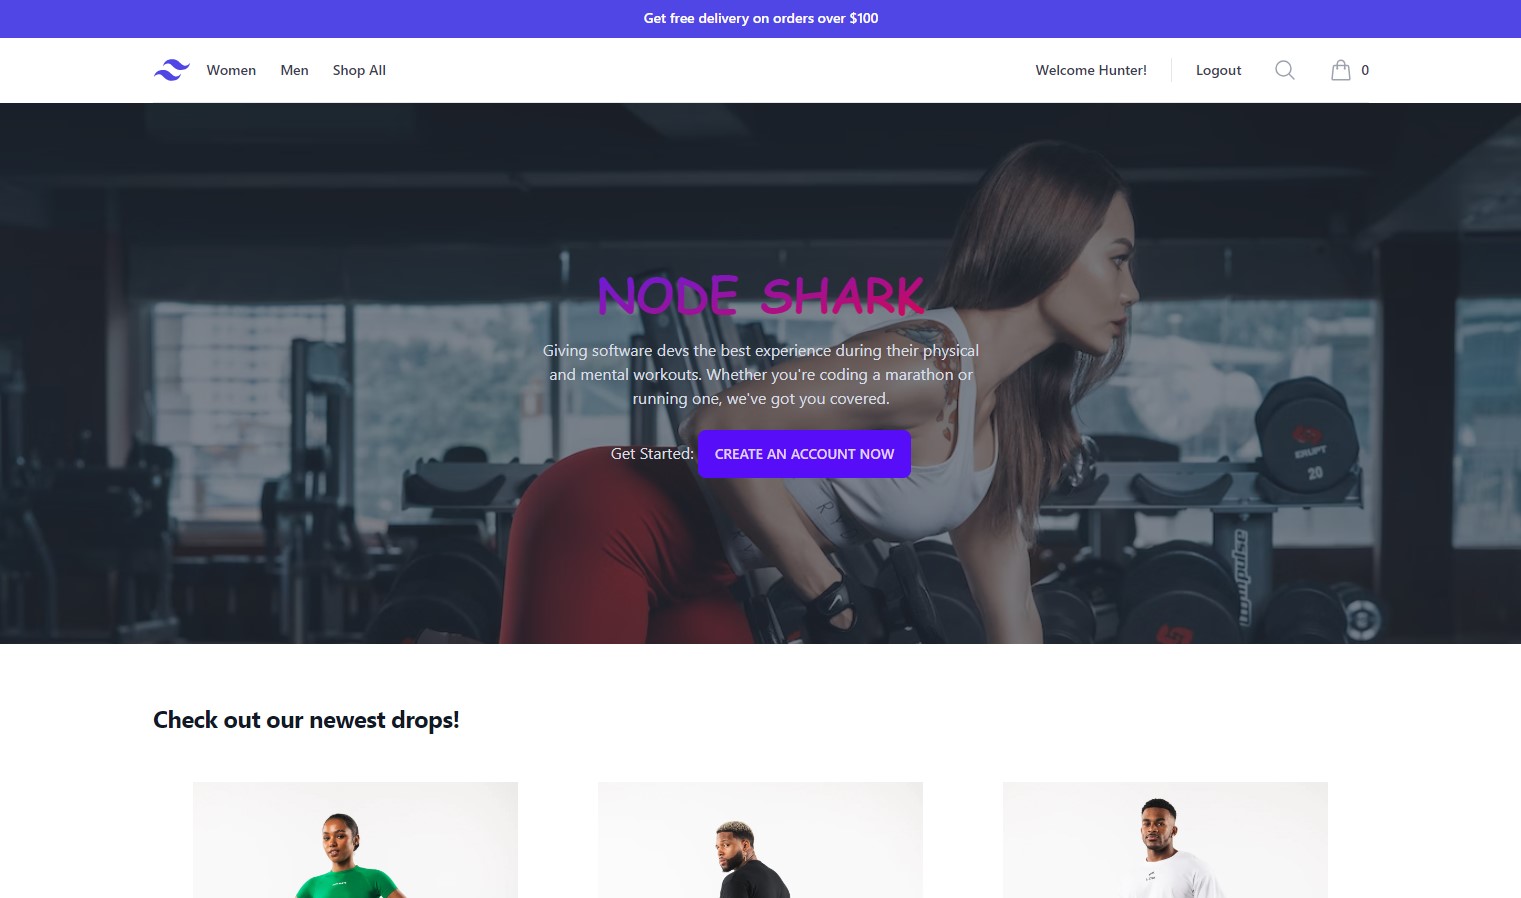 Get free delivery on orders over $100
Women
Men
Shop All
Welcome Hunter!
Logout
0
NODE SHARK
Giving software devs the best experience during their physical
and mental workouts. Whether you're coding a marathon or
running one, we've got you covered.
Get Started: CREATE AN ACCOUNT NOW
ERUPT
20
impulse
Check out our newest drops!